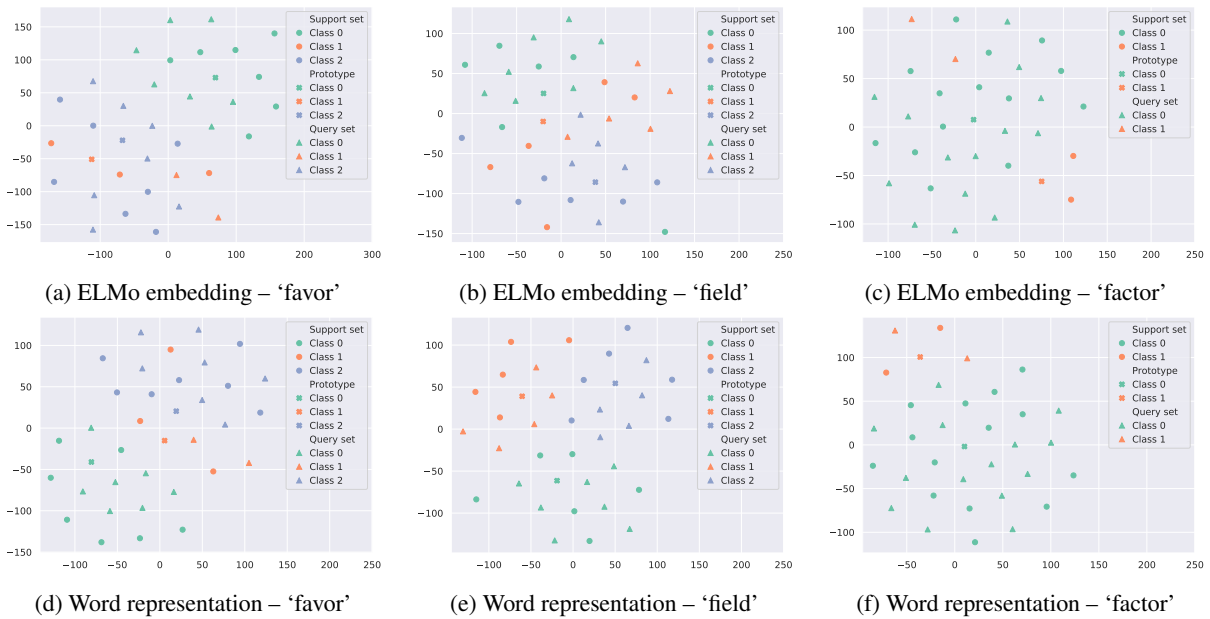 150
100
50
0
−50
−100
−150
−100
0
100
200
300
Support set
Class 0
Class 1
Class 2
Prototype
Class 0
Class 1
Class 2
Query set
Class 0
Class 1
Class 2
(a) ELMo embedding – ‘favor’
100
50
0
−50
−100
−150
−100
−50
0
50
100
150
200
250
Support set
Class 0
Class 1
Class 2
Prototype
Class 0
Class 1
Class 2
Query set
Class 0
Class 1
Class 2
(b) ELMo embedding – ‘field’
100
50
0
−50
−100
−100
−50
0
50
100
150
200
250
Support set
Class 0
Class 1
Prototype
Class 0
Class 1
Query set
Class 0
Class 1
(c) ELMo embedding – ‘factor’
100
50
0
−50
−100
−150
−100
−50
0
50
100
150
200
250
Support set
Class 0
Class 1
Class 2
Prototype
Class 0
Class 1
Class 2
Query set
Class 0
Class 1
Class 2
(d) Word representation – ‘favor’
100
50
0
−50
−100
−100
−50
0
50
100
150
200
250
Support set
Class 0
Class 1
Class 2
Prototype
Class 0
Class 1
Class 2
Query set
Class 0
Class 1
Class 2
(e) Word representation – ‘field’
100
50
0
−50
−100
−50
0
50
100
150
200
250
Support set
Class 0
Class 1
Prototype
Class 0
Class 1
Query set
Class 0
Class 1
(f) Word representation – ‘factor’